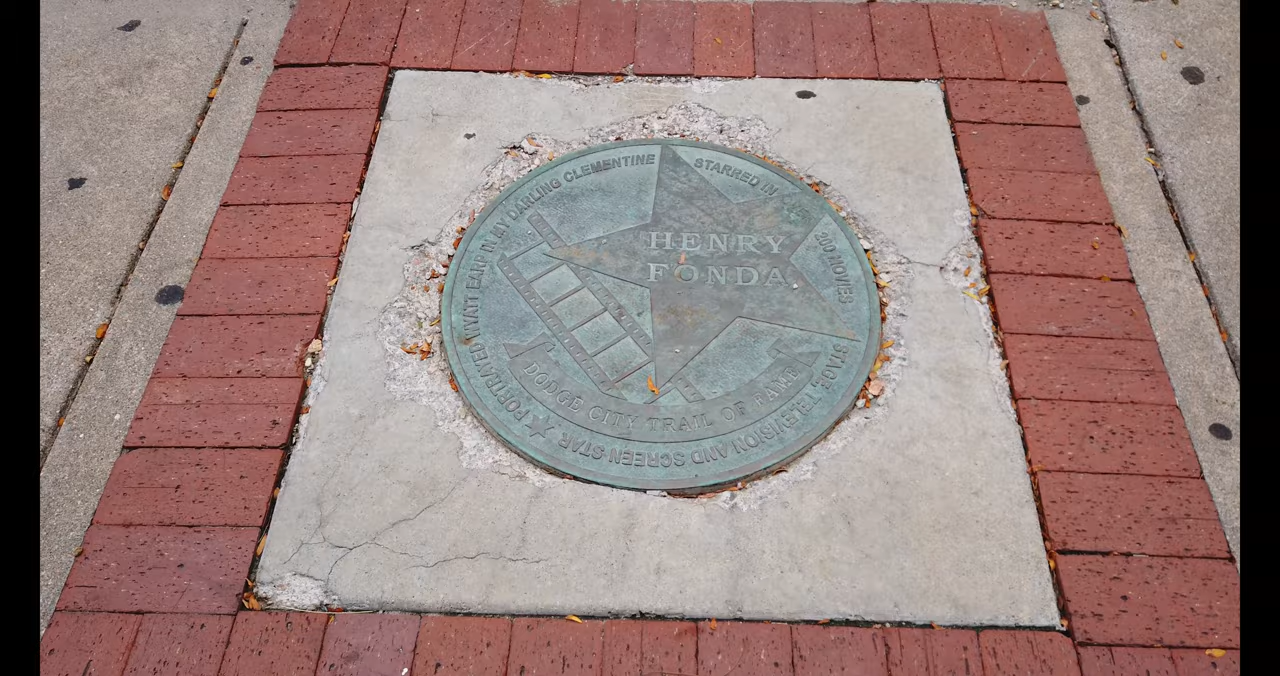 HENRY
FONDA
DODGE CITY TRAIL OF FAME
PORTRAYED WYATT EARP IN MY DARLING CLEMENTINE
STARRED IN
200 MOVIES
STAGE, TELEVISION AND SCREEN STAR